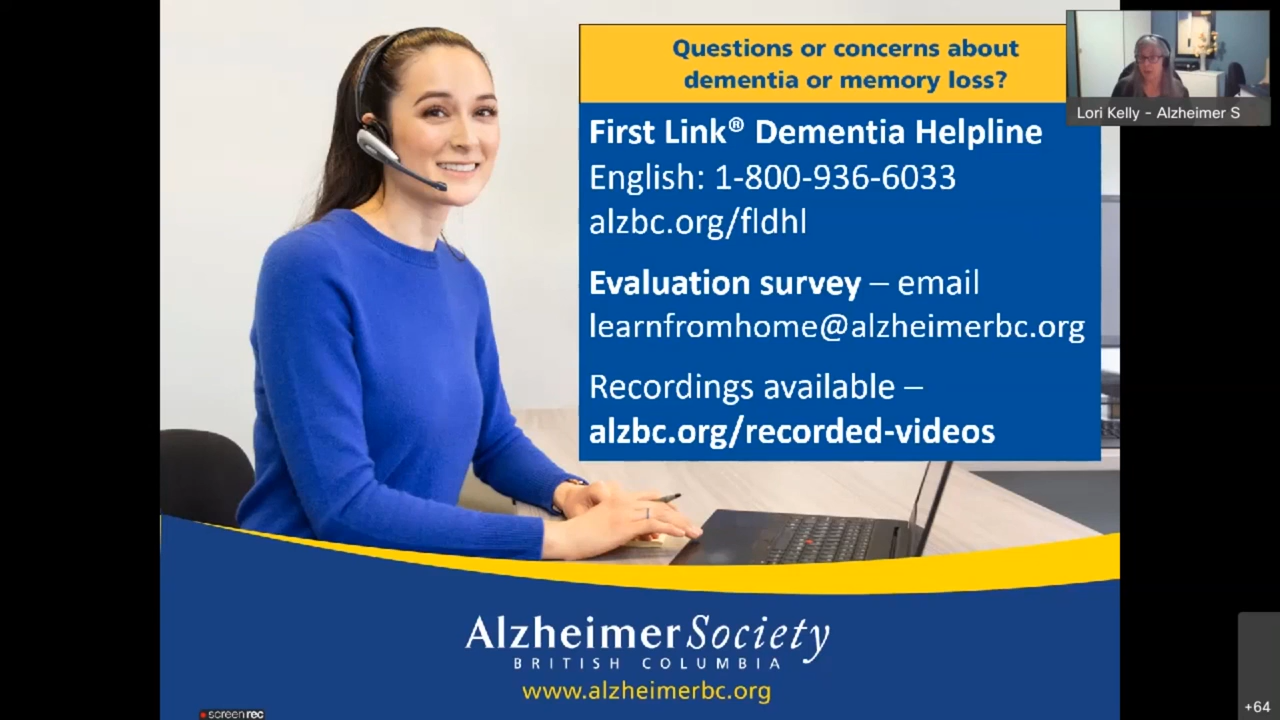 Questions or concerns about
dementia or memory loss?
First Link® Dementia Helpline
English: 1-800-936-6033
alzbc.org/fldhl
Evaluation survey – email
learnfromhome@alzheimerbc.org
Recordings available –
alzbc.org/recorded-videos
Lori Kelly - Alzheimer S
AlzheimerSociety
BRITISH COLUMBIA
www.alzheimerbc.org
screenrec
+64